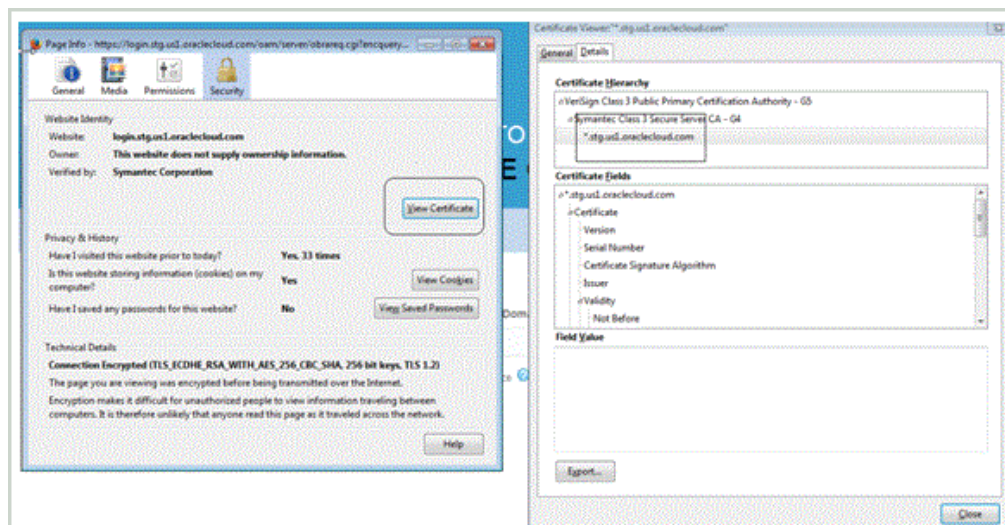 Page Info - https://login.stg.us1.oraclecloud.com/oam/server/obrareq.cgi?encquery...
General Media Permissions Security
Website Identity
Website: login.stg.us1.oraclecloud.com
Owner: This website does not supply ownership information.
Verified by: Symantec Corporation
View Certificate
Privacy & History
Have I visited this website prior to today? Yes, 33 times
Is this website storing information (cookies) on my computer? Yes View Cookies
Have I saved any passwords for this website? No View Saved Passwords
Technical Details
Connection Encrypted (TLS_ECDHE_RSA_WITH_AES_256_CBC_SHA, 256 bit keys, TLS 1.2)
The page you are viewing was encrypted before being transmitted over the Internet.
Encryption makes it difficult for unauthorized people to view information traveling between
computers. It is therefore unlikely that anyone read this page as it traveled across the network.
Help
TO
E
Dom
ce
Certificate Viewer: "*.stg.us1.oraclecloud.com"
General Details
Certificate Hierarchy
VeriSign Class 3 Public Primary Certification Authority - G5
Symantec Class 3 Secure Server CA - G4
*.stg.us1.oraclecloud.com
Certificate Fields
*.stg.us1.oraclecloud.com
Certificate
Version
Serial Number
Certificate Signature Algorithm
Issuer
Validity
Not Before
Field Value
Export...
Close